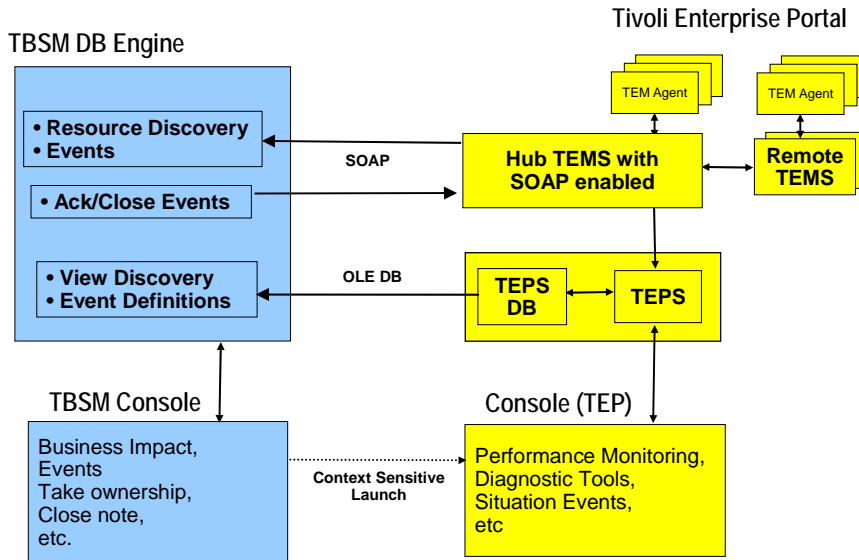 Tivoli Enterprise Portal
TBSM DB Engine
TEM Agent
TEM Agent
• Resource Discovery
• Events
SOAP
Hub TEMS with
SOAP enabled
Remote
TEMS
• Ack/Close Events
• View Discovery
• Event Definitions
OLE DB
TEPS
DB
TEPS
TBSM Console
Console (TEP)
Business Impact,
Events
Take ownership,
Close note,
etc.
Context Sensitive
Launch
Performance Monitoring,
Diagnostic Tools,
Situation Events,
etc